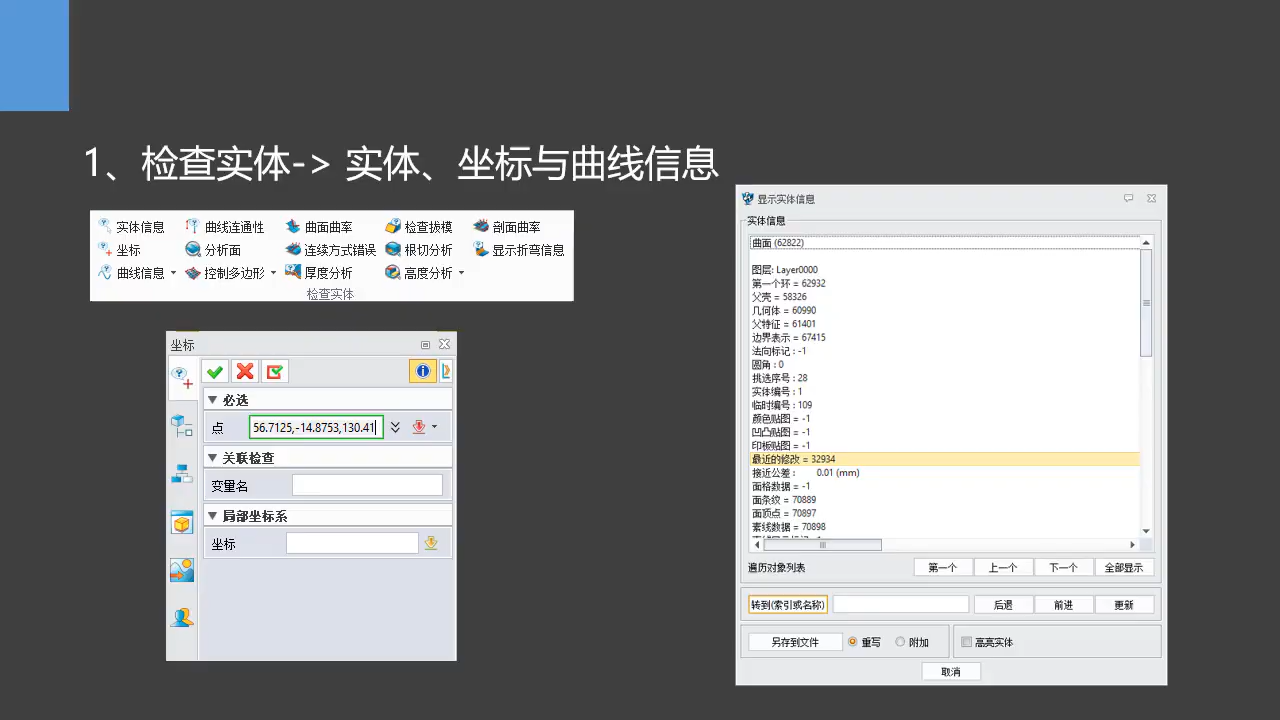 1、检查实体-> 实体、坐标与曲线信息
实体信息 曲线连通性 曲面曲率 检查拔模 剖面曲率
坐标 分析面 连续方式错误 根切分析 显示折弯信息
曲线信息 控制多边形 厚度分析 高度分析
检查实体
坐标
必选
点 56.7125,-14.8753,130.41
关联检查
变量名
局部坐标系
坐标
显示实体信息
实体信息
曲面 (62822)
图层: Layer0000
第一个环 = 62932
父壳 = 58326
几何体 = 60990
父特征 = 61401
边界表示 = 67415
法向标记 : -1
圆角 : 0
挑选序号 : 28
实体编号 : 1
临时编号 : 109
颜色贴图 = -1
凹凸贴图 = -1
印板贴图 = -1
最近的修改 = 32934
接近公差 : 0.01 (mm)
面格数据 = -1
面条纹 = 70889
面顶点 = 70897
素线数据 = 70898
遍历对象列表 第一个 上一个 下一个 全部显示
转到(索引或名称) 后退 前进 更新
另存到文件 重写 附加 高亮实体
取消